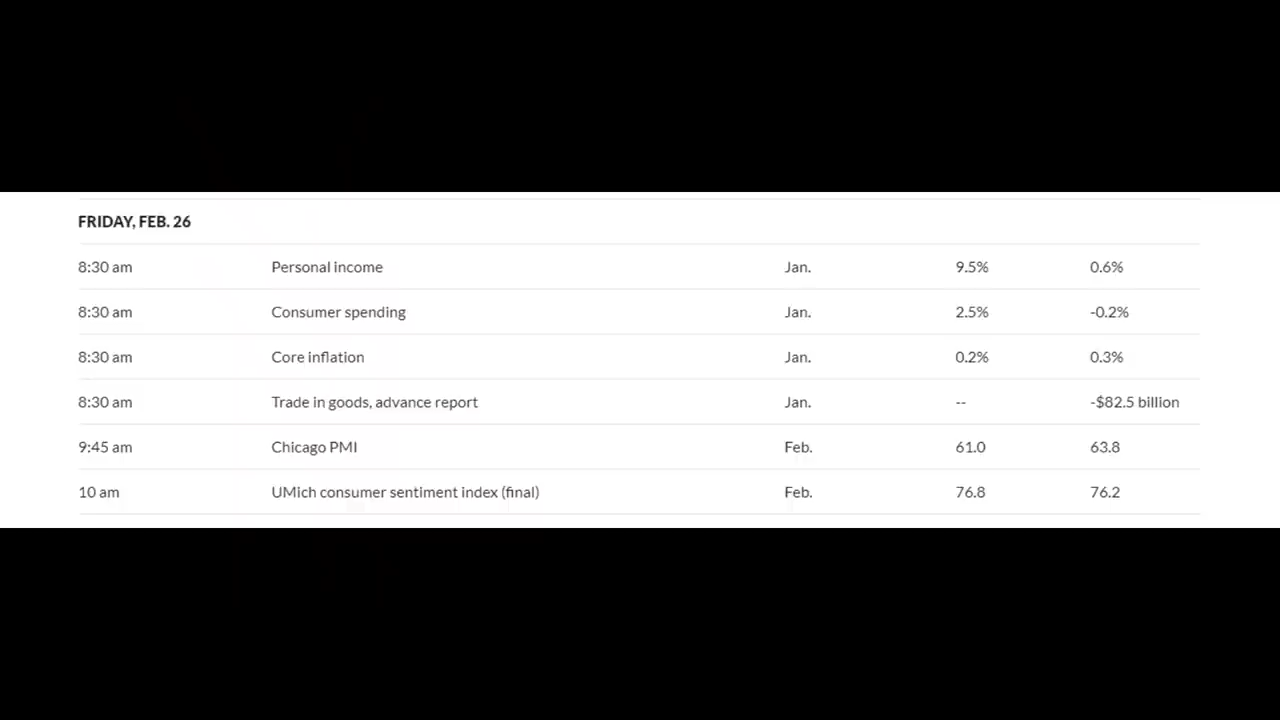 FRIDAY, FEB. 26
8:30 am Personal income Jan. 9.5% 0.6%
8:30 am Consumer spending Jan. 2.5% -0.2%
8:30 am Core inflation Jan. 0.2% 0.3%
8:30 am Trade in goods, advance report Jan. -- -$82.5 billion
9:45 am Chicago PMI Feb. 61.0 63.8
10 am UMich consumer sentiment index (final) Feb. 76.8 76.2